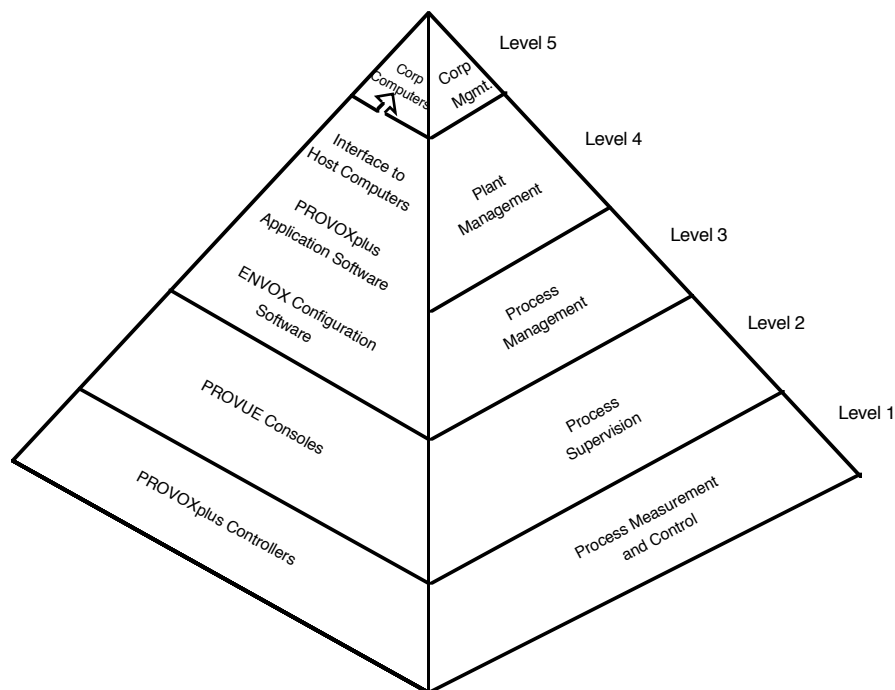 Level 5
Corp
Computers
Corp
Mgmt.
Level 4
Interface to
Host Computers
Plant
Management
PROVOXplus
Application Software
Level 3
ENVOX Configuration
Software
Process
Management
Level 2
PROVUE Consoles
Process
Supervision
Level 1
PROVOXplus Controllers
Process Measurement
and Control